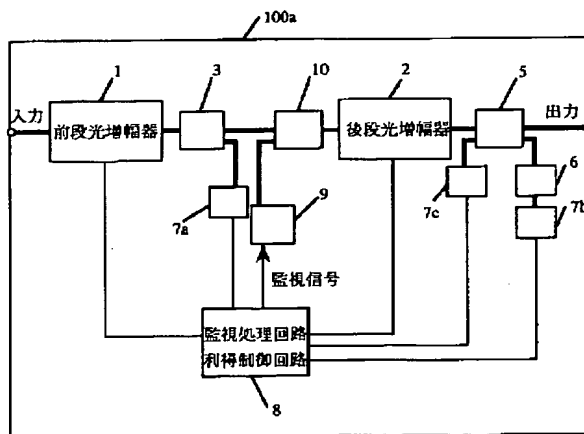 100a
1
3
10
2
5
入力
前段光増幅器
後段光増幅器
出力
6
7a
9
7c
7b
監視信号
監視処理回路
利得制御回路
8